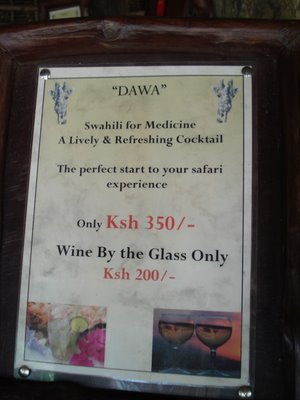 "DAWA"
Swahili for Medicine
A Lively & Refreshing Cocktail
The perfect start to your safari
experience
Only Ksh 350/-
Wine By the Glass Only
Ksh 200/-